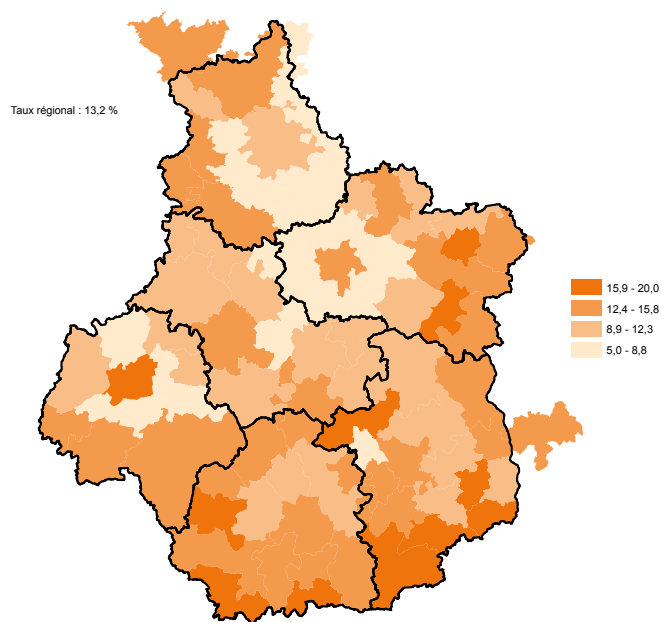 Taux régional : 13,2 %
15,9 - 20,0
12,4 - 15,8
8,9 - 12,3
5,0 - 8,8